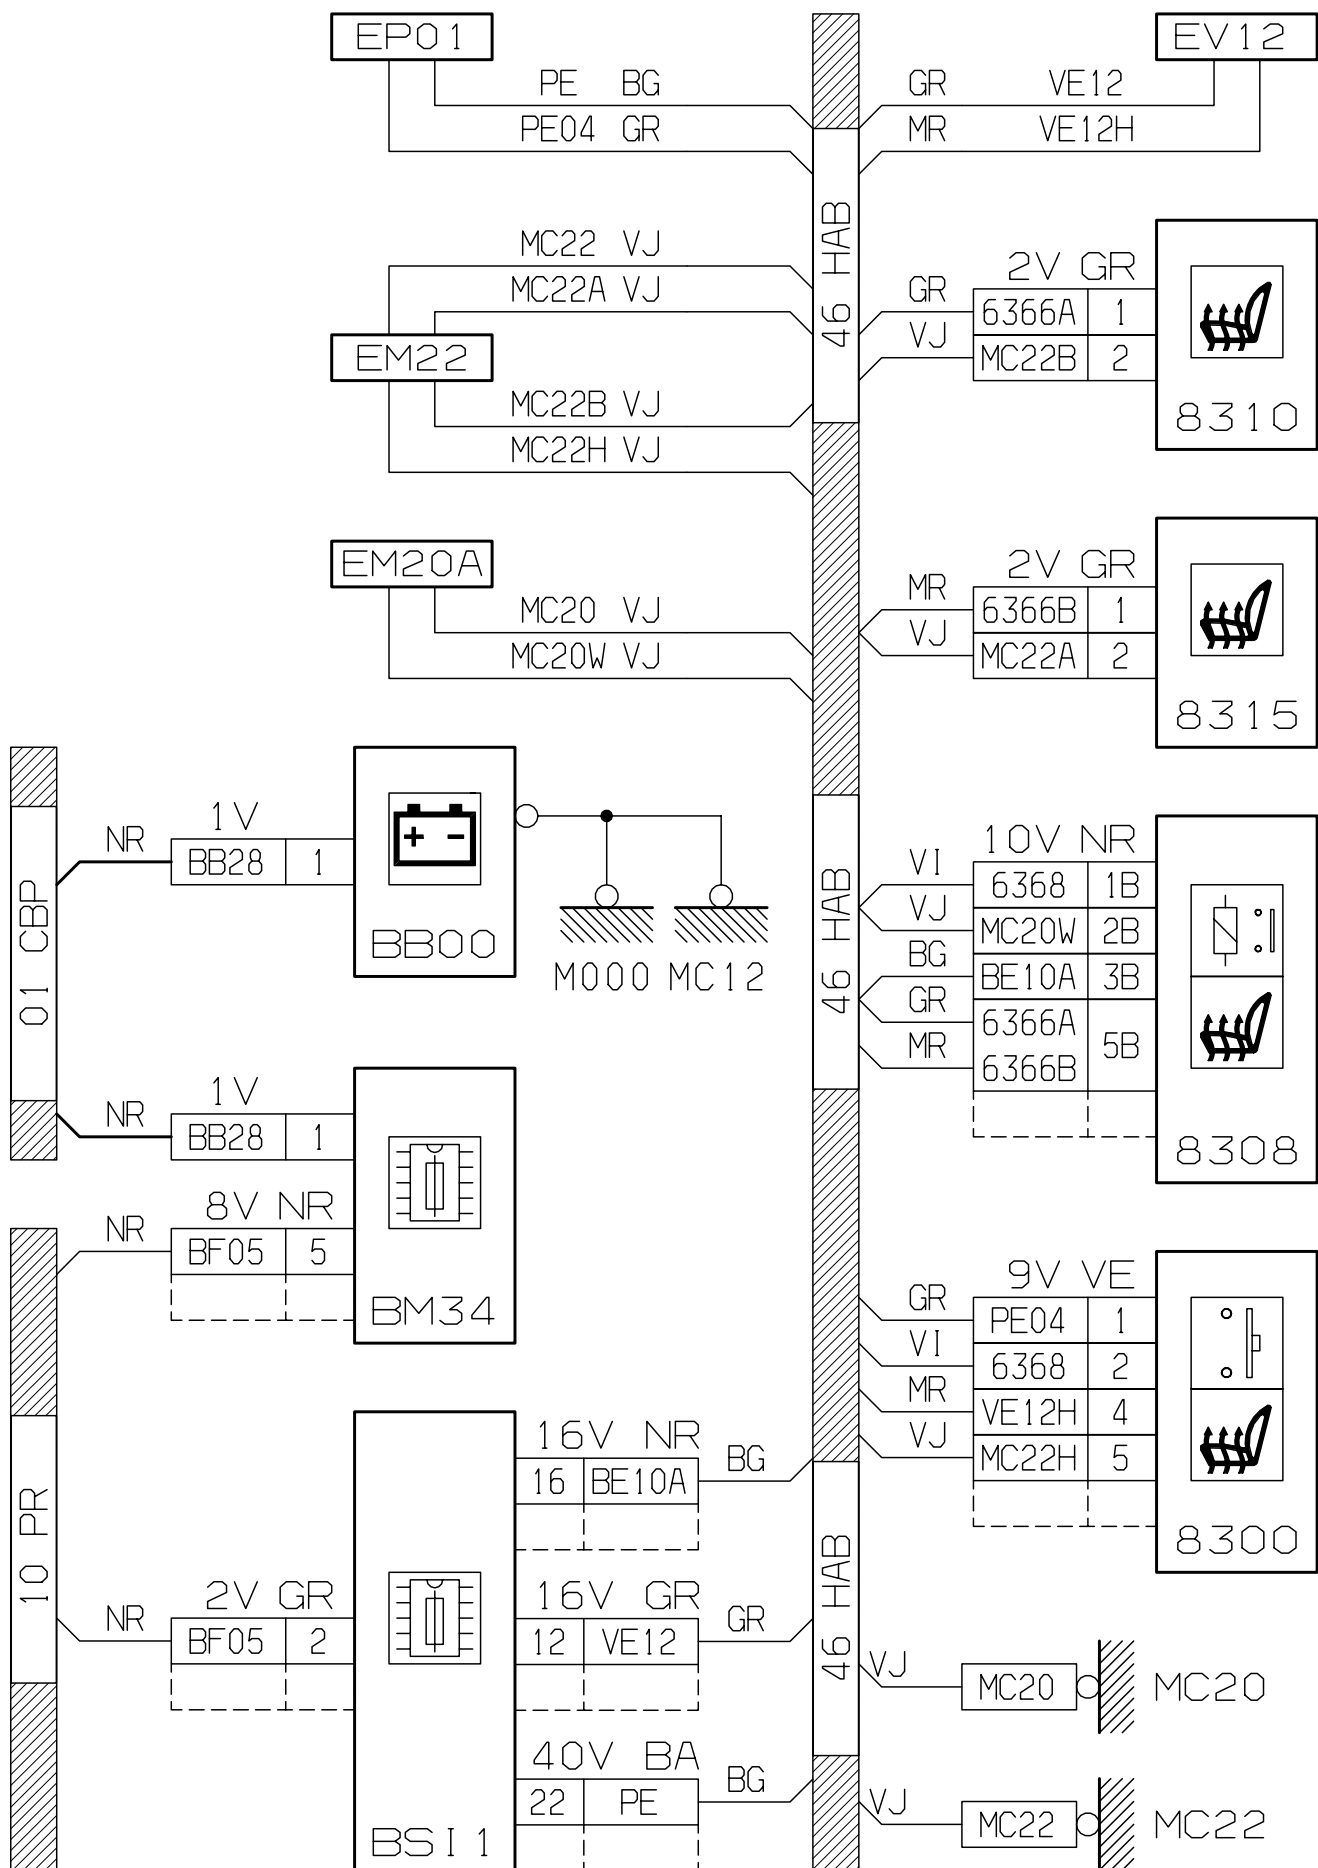 EP01
EV12
PE BG
GR VE12
PE04 GR
MR VE12H
46 HAB
MC22 VJ
MC22A VJ
EM22
MC22B VJ
MC22H VJ
2V GR
GR 6366A 1
VJ MC22B 2
8310
EM20A
MC20 VJ
MC20W VJ
2V GR
MR 6366B 1
VJ MC22A 2
8315
01 CBP
1V
NR BB28 1
BB00
+ -
M000 MC12
46 HAB
10V NR
VI 6368 1B
VJ MC20W 2B
BG BE10A 3B
GR 6366A
5B
MR 6366B
8308
1V
NR BB28 1
8V NR
NR BF05 5
BM34
9V VE
GR PE04 1
VI 6368 2
MR VE12H 4
VJ MC22H 5
8300
10 PR
16V NR
16 BE10A BG
46 HAB
2V GR
NR BF05 2
16V GR
12 VE12 GR
VJ MC20 MC20
40V BA
22 PE BG
BSI1
VJ MC22 MC22